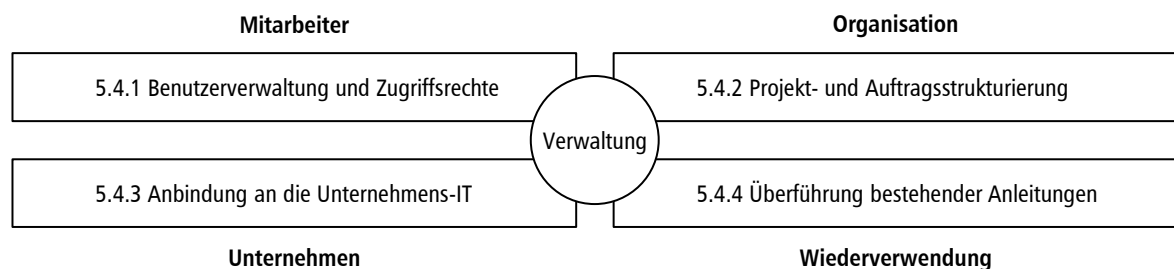 Mitarbeiter
Organisation
5.4.1 Benutzerverwaltung und Zugriffsrechte
5.4.2 Projekt- und Auftragsstrukturierung
Verwaltung
5.4.3 Anbindung an die Unternehmens-IT
5.4.4 Überführung bestehender Anleitungen
Unternehmen
Wiederverwendung